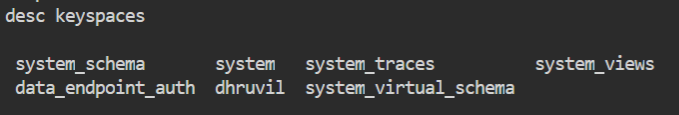 desc keyspaces
system_schema system system_traces system_views
data_endpoint_auth dhruvil system_virtual_schema